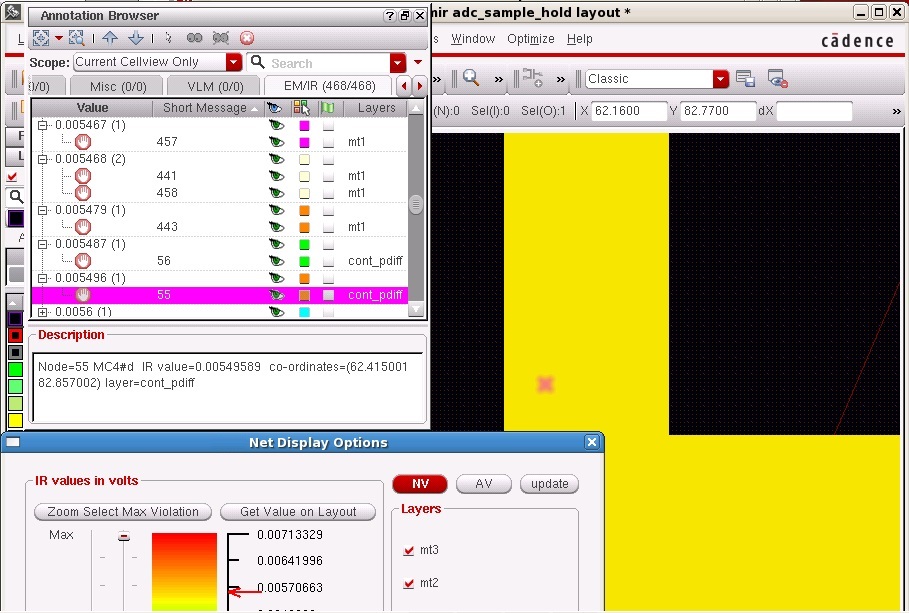 Annotation Browser
mir adc_sample_hold layout *
Scope: Current Cellview Only Search
Window Optimize Help
cādence
/0) Misc (0/0) VLM (0/0) EM/IR (468/468)
Classic
(N):0 Sel(I):0 Sel(O):1 X 62.1600 Y 82.7700 dX
Value Short Message Layers
0.005467 (1)
457 mt1
0.005468 (2)
441 mt1
458 mt1
0.005479 (1)
443 mt1
0.005487 (1)
56 cont_pdiff
0.005496 (1)
55 cont_pdiff
0.0056 (1)
Description
Node=55 MC4#d IR value=0.00549589 co-ordinates=(62.415001
82.857002) layer=cont_pdiff
Net Display Options
IR values in volts
NV AV update
Zoom Select Max Violation Get Value on Layout
Layers
Max 0.00713329
0.00641996
mt3
0.00570663
mt2